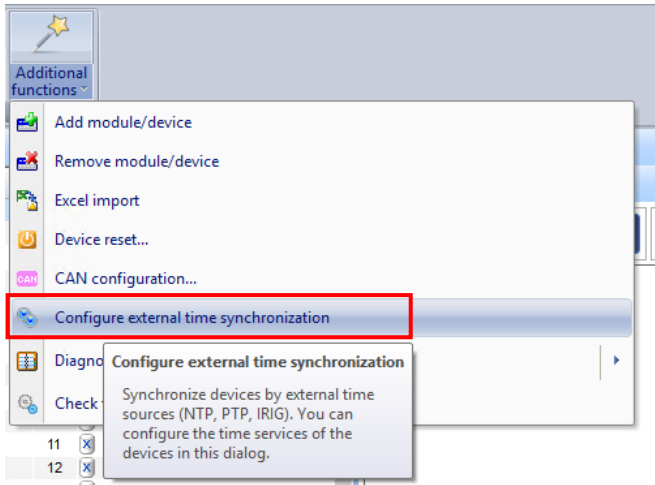 Additional
functions
Add module/device
Remove module/device
Excel import
Device reset...
CAN CAN configuration...
Configure external time synchronization
Diagno
Configure external time synchronization
Synchronize devices by external time
sources (NTP, PTP, IRIG). You can
configure the time services of the
devices in this dialog.
Check
11
12